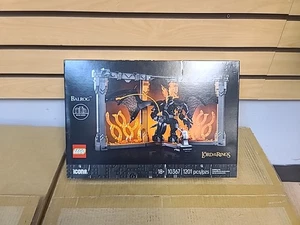 BALROG
THE LORD OF THE RINGS
LEGO
ICONS
18+ 10367 1201 pcs/pzs